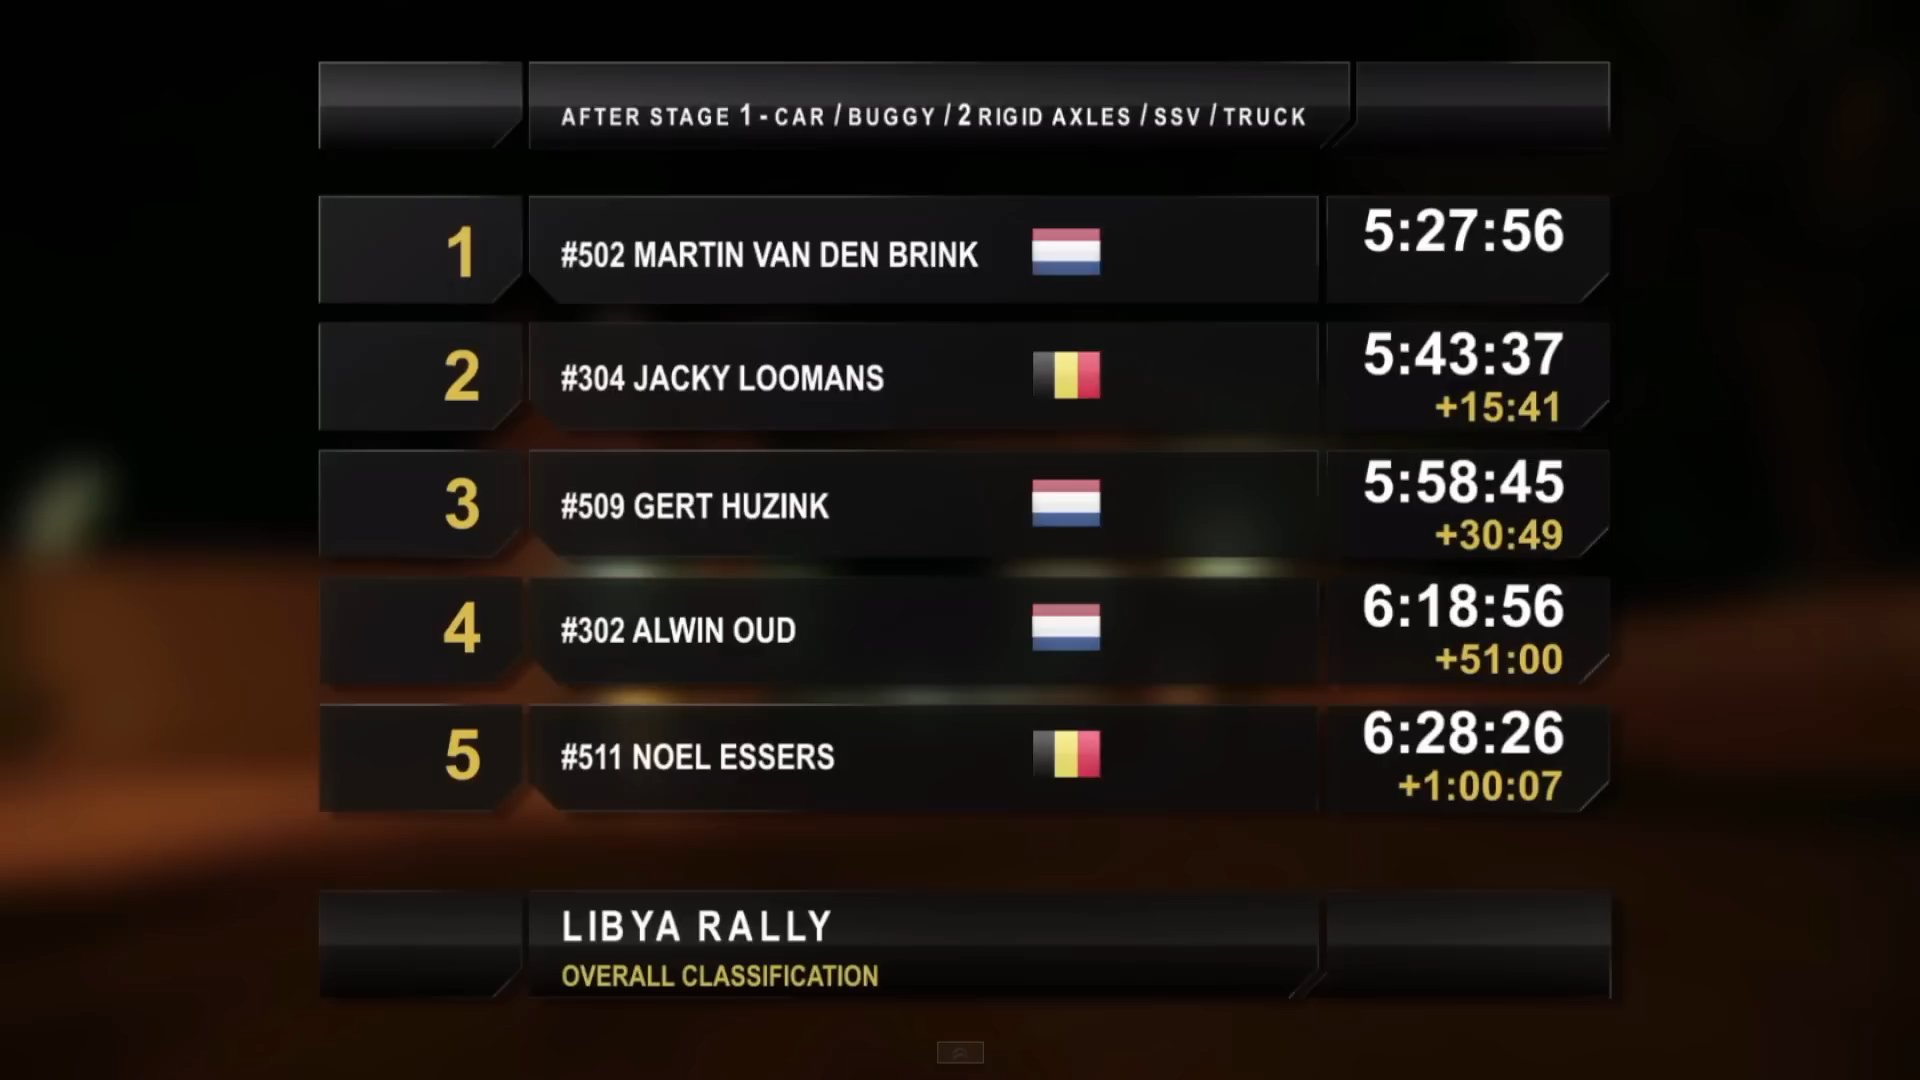 AFTER STAGE 1 - CAR / BUGGY / 2 RIGID AXLES / SSV / TRUCK
1 #502 MARTIN VAN DEN BRINK 5:27:56
2 #304 JACKY LOOMANS 5:43:37
+15:41
3 #509 GERT HUZINK 5:58:45
+30:49
4 #302 ALWIN OUD 6:18:56
+51:00
5 #511 NOEL ESSERS 6:28:26
+1:00:07
LIBYA RALLY
OVERALL CLASSIFICATION